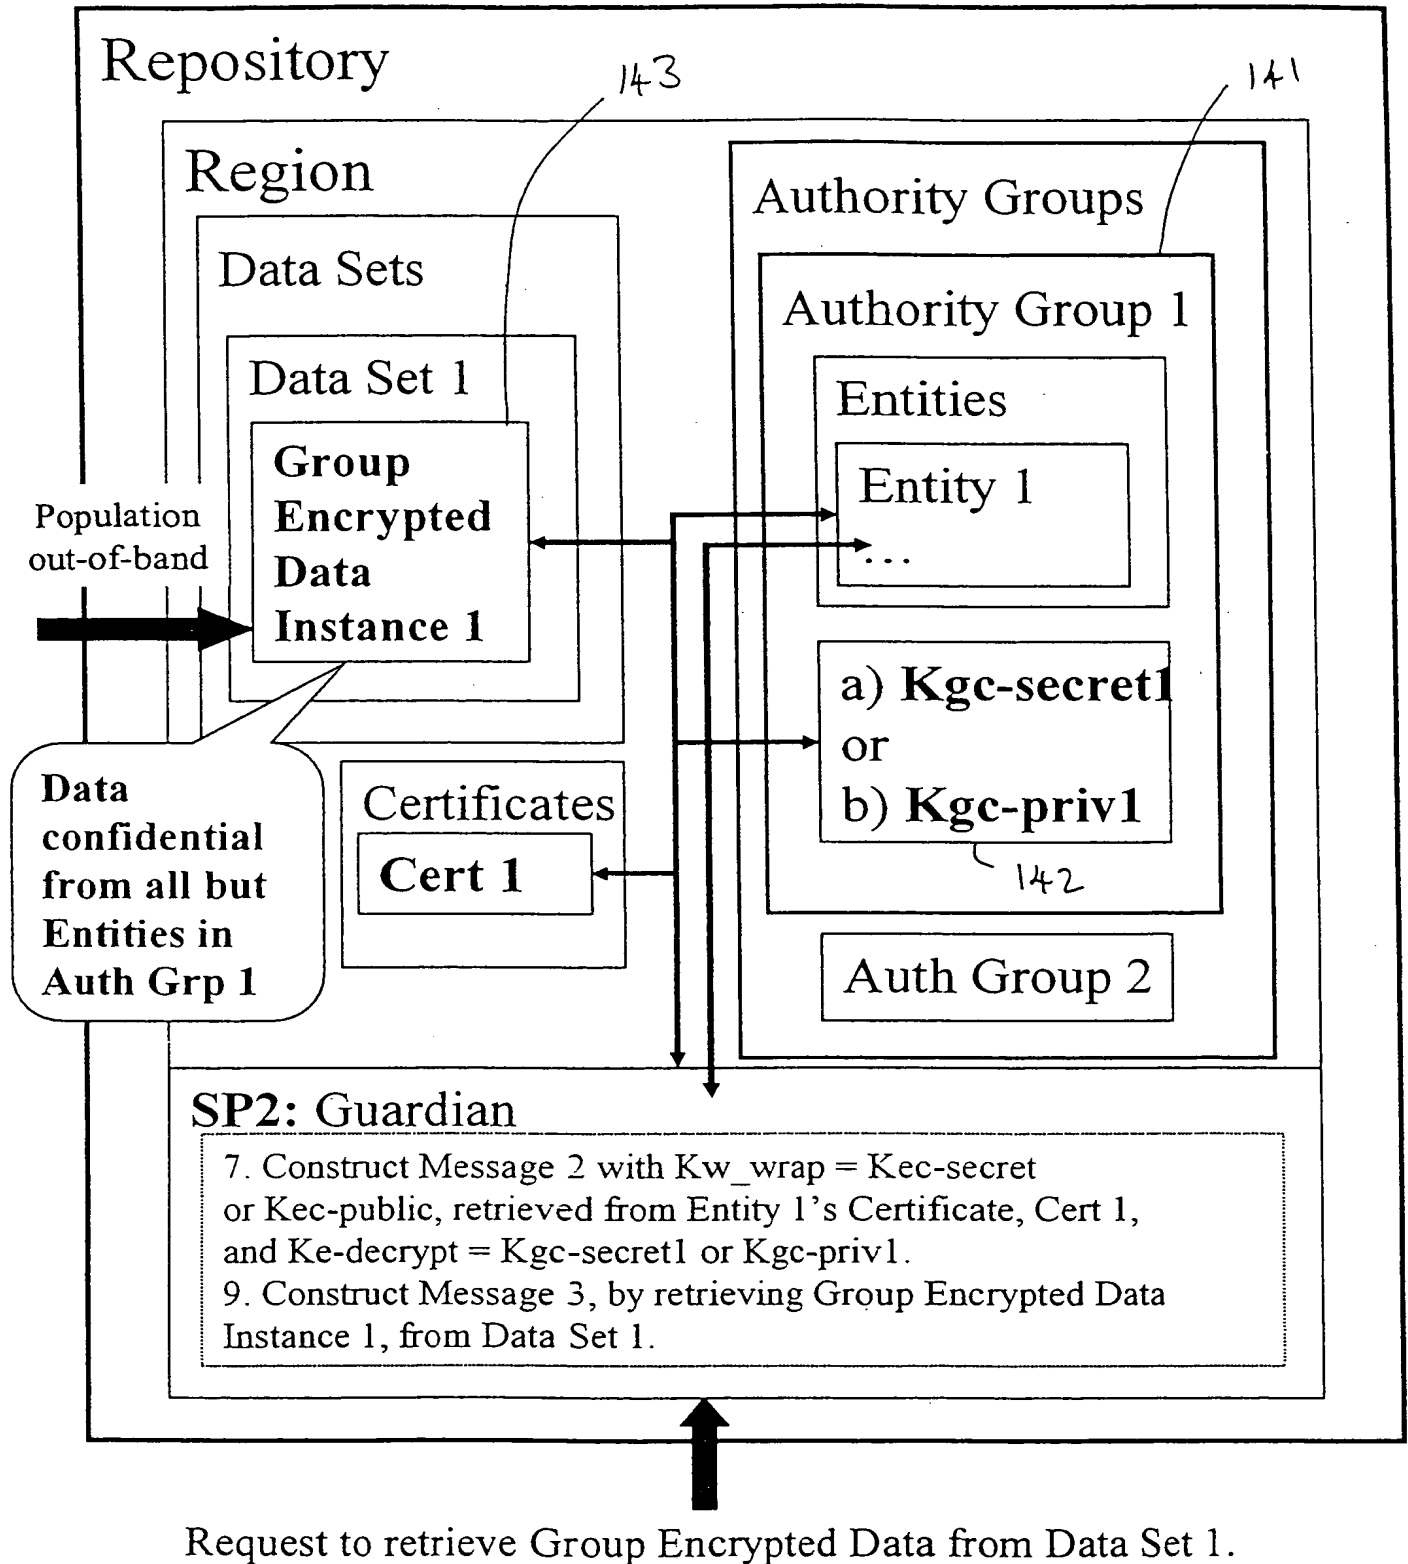 Repository
143
141
Region
Authority Groups
Data Sets
Authority Group 1
Data Set 1
Entities
Group
Encrypted
Data
Instance 1
Entity 1
...
Population
out-of-band
a) Kgc-secret1
or
b) Kgc-priv1
142
Data
confidential
from all but
Entities in
Auth Grp 1
Certificates
Cert 1
Auth Group 2
SP2: Guardian
7. Construct Message 2 with Kw_wrap = Kec-secret
or Kec-public, retrieved from Entity 1’s Certificate, Cert 1,
and Ke-decrypt = Kgc-secret1 or Kgc-priv1.
9. Construct Message 3, by retrieving Group Encrypted Data
Instance 1, from Data Set 1.
Request to retrieve Group Encrypted Data from Data Set 1.